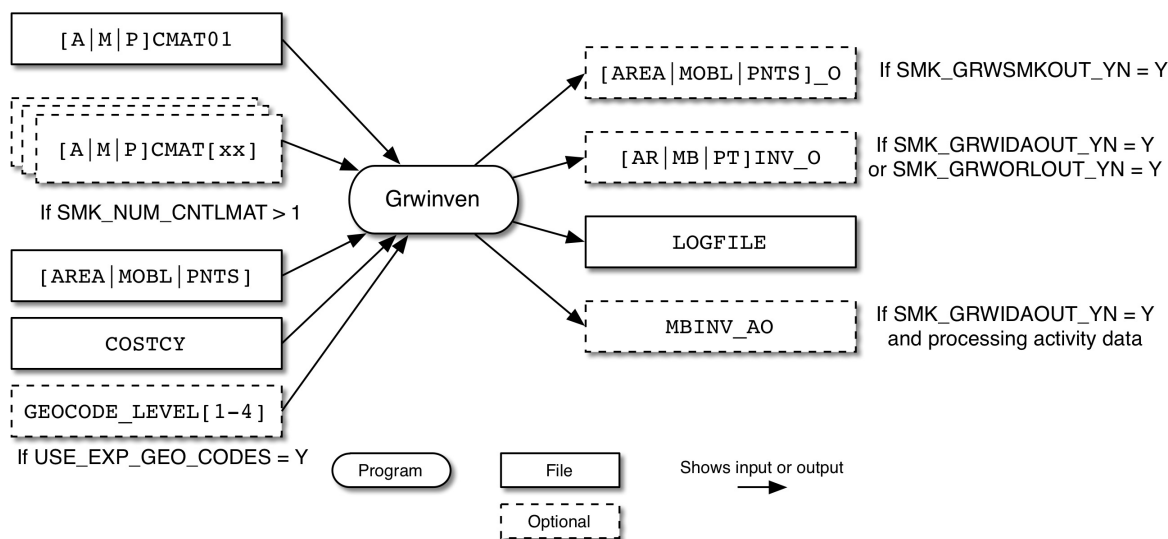 [A|M|P]CMAT01
[A|M|P]CMAT[xx]
If SMK_NUM_CNTLMAT > 1
[AREA|MOBL|PNTS]
COSTCY
GEOCODE_LEVEL[1-4]
If USE_EXP_GEO_CODES = Y
Grwinven
[AREA|MOBL|PNTS]_O
If SMK_GRWSMKOUT_YN = Y
[AR|MB|PT]INV_O
If SMK_GRWIDAOUT_YN = Y
or SMK_GRWORLOUT_YN = Y
LOGFILE
MBINV_AO
If SMK_GRWIDAOUT_YN = Y
and processing activity data
Program
File
Shows input or output
Optional